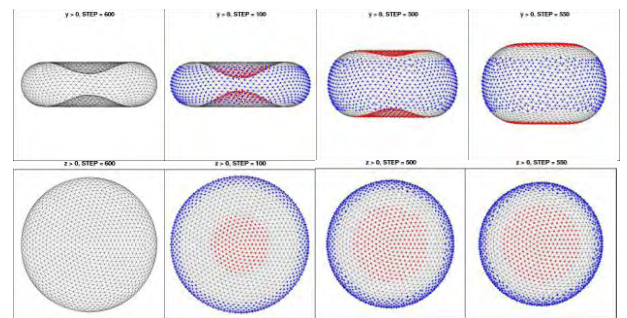 y > 0, STEP = 600
y > 0, STEP = 100
y > 0, STEP = 500
y > 0, STEP = 550
z > 0, STEP = 600
z > 0, STEP = 100
z > 0, STEP = 500
z > 0, STEP = 550